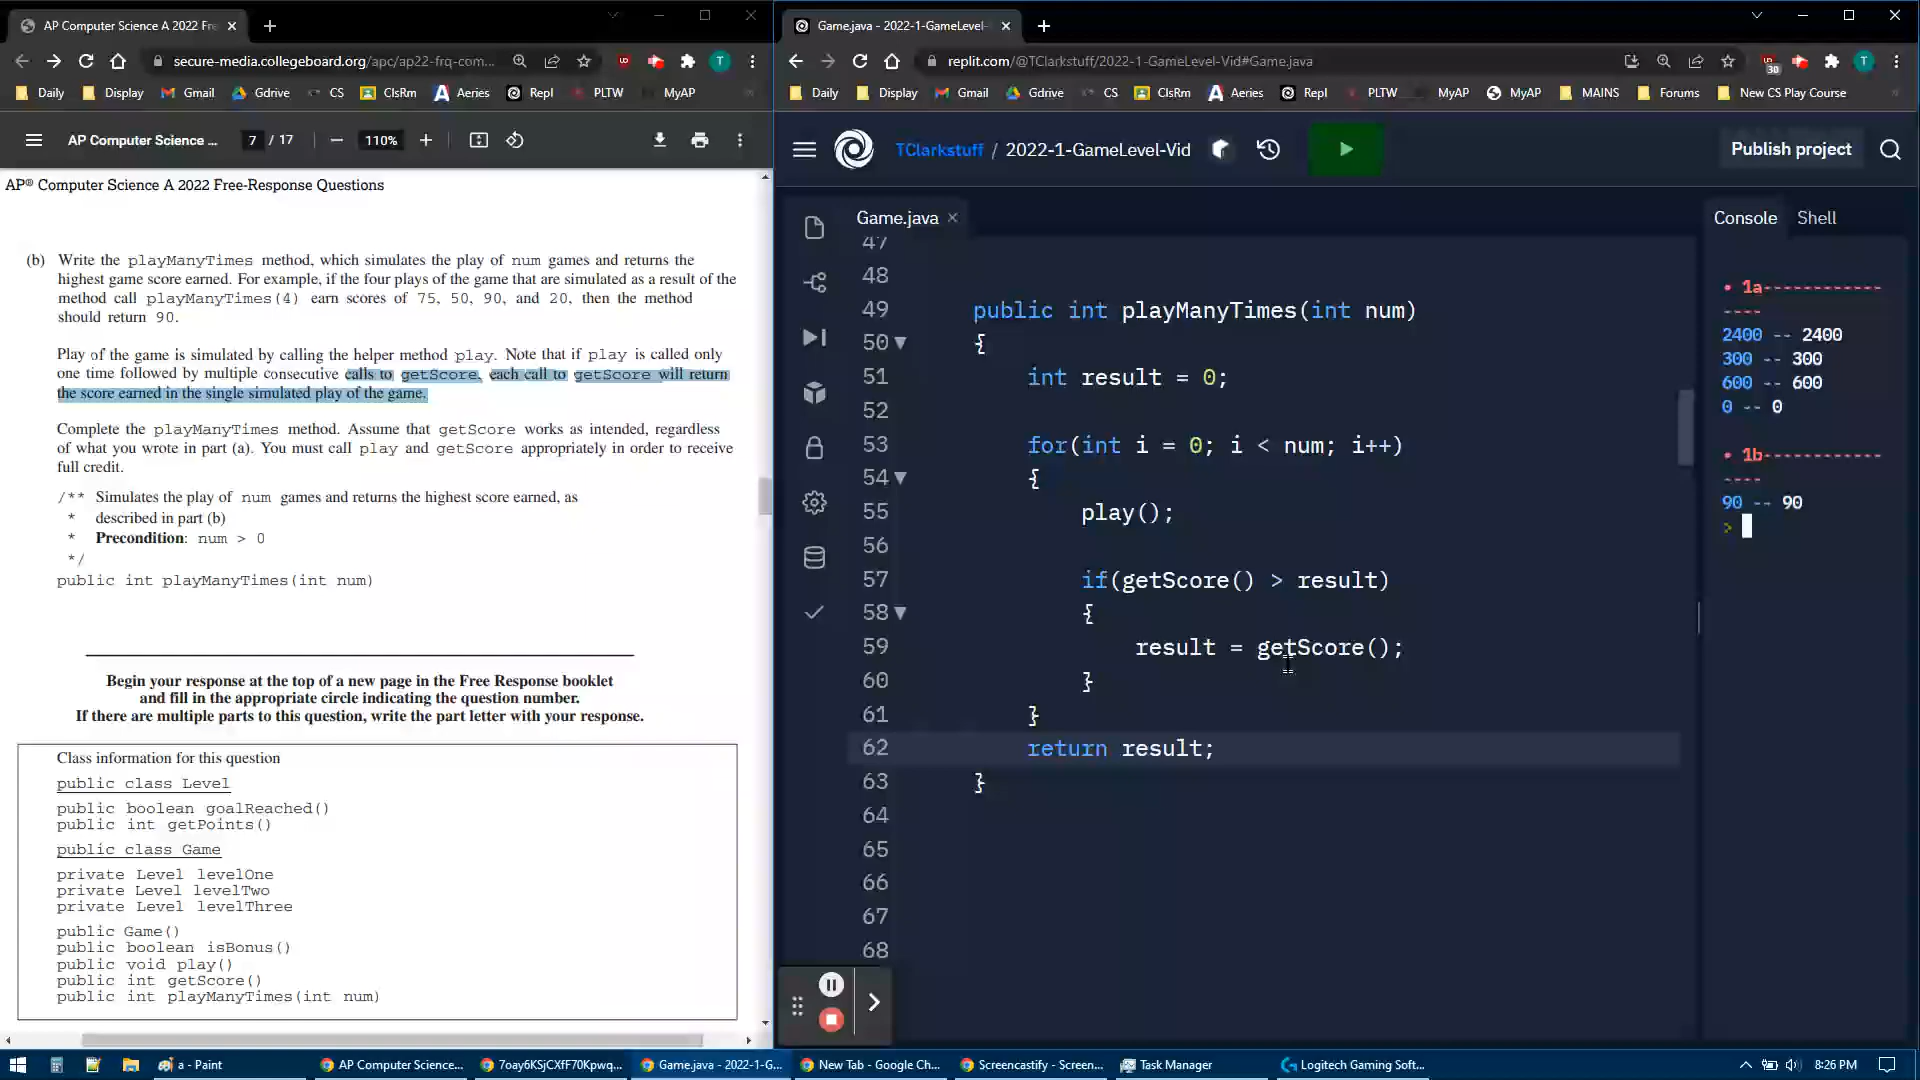 AP Computer Science A 2022 Fre
secure-media.collegeboard.org/apc/ap22-frq-com...
T
Daily
Display
Gmail
Gdrive
CS
ClsRm
Aeries
Repl
PLTW
MyAP
AP Computer Science ...
7 / 17
110%
AP® Computer Science A 2022 Free-Response Questions
(b) Write the playManyTimes method, which simulates the play of num games and returns the
highest game score earned. For example, if the four plays of the game that are simulated as a result of the
method call playManyTimes(4) earn scores of 75, 50, 90, and 20, then the method
should return 90.
Play of the game is simulated by calling the helper method play. Note that if play is called only
one time followed by multiple consecutive calls to getScore, each call to getScore will return
the score earned in the single simulated play of the game.
Complete the playManyTimes method. Assume that getScore works as intended, regardless
of what you wrote in part (a). You must call play and getScore appropriately in order to receive
full credit.
/** Simulates the play of num games and returns the highest score earned, as
* described in part (b)
* Precondition: num > 0
*/
public int playManyTimes(int num)
Begin your response at the top of a new page in the Free Response booklet
and fill in the appropriate circle indicating the question number.
If there are multiple parts to this question, write the part letter with your response.
Class information for this question
public class Level
public boolean goalReached()
public int getPoints()
public class Game
private Level levelOne
private Level levelTwo
private Level levelThree
public Game()
public boolean isBonus()
public void play()
public int getScore()
public int playManyTimes(int num)
Game.java - 2022-1-GameLevel-
replit.com/@TClarkstuff/2022-1-GameLevel-Vid#Game.java
30
T
Daily
Display
Gmail
Gdrive
CS
ClsRm
Aeries
Repl
PLTW
MyAP
MyAP
MAINS
Forums
New CS Play Course
TClarkstuff / 2022-1-GameLevel-Vid
Publish project
Game.java
47
48
49 public int playManyTimes(int num)
50 {
51 int result = 0;
52
53 for(int i = 0; i < num; i++)
54 {
55 play();
56
57 if(getScore() > result)
58 {
59 result = getScore();
60 }
61 }
62 return result;
63 }
64
65
66
67
68
Console
Shell
• 1a------------
----
2400 -- 2400
300 -- 300
600 -- 600
0 -- 0
• 1b------------
----
90 -- 90
>
a - Paint
AP Computer Science...
7oay6KSjCXfF70Kpwq...
Game.java - 2022-1-G...
New Tab - Google Ch...
Screencastify - Screen...
Task Manager
Logitech Gaming Soft...
8:26 PM